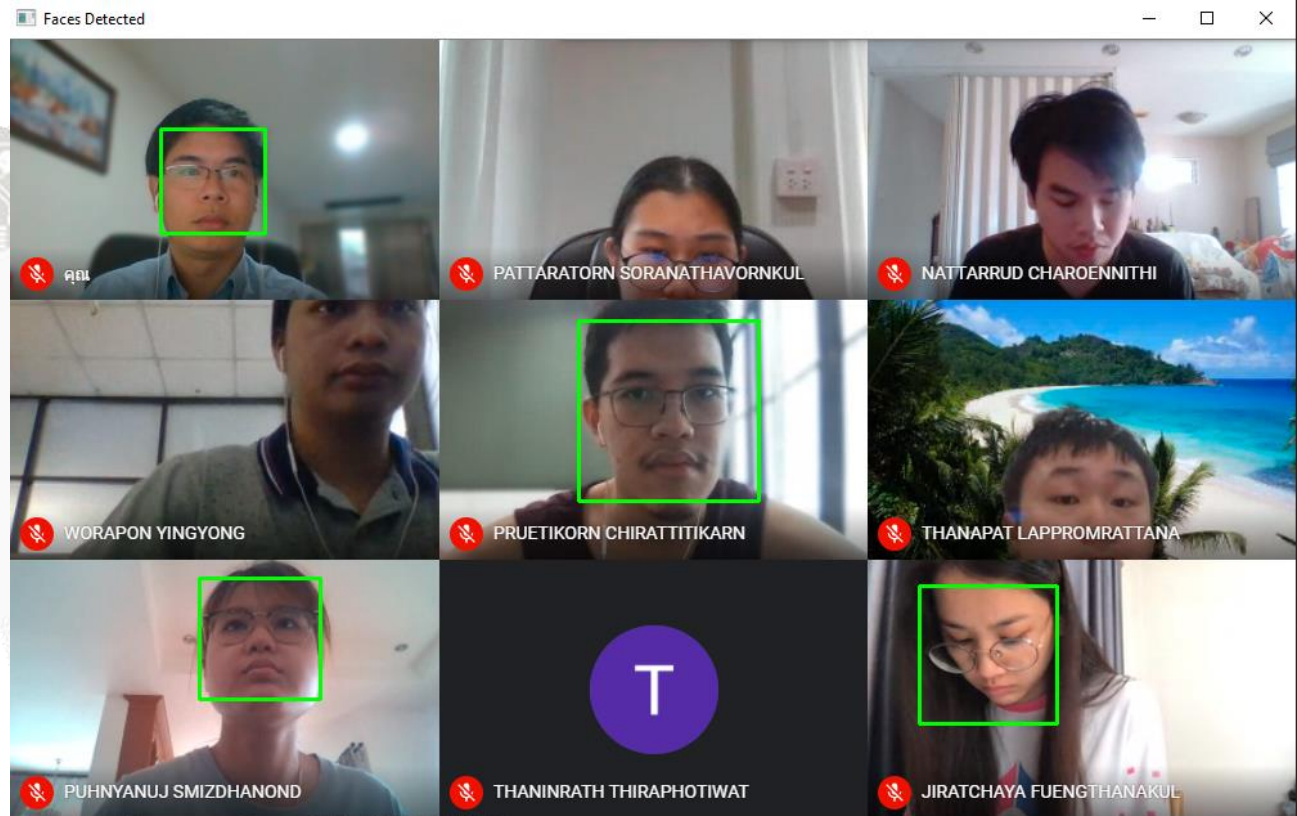 Faces Detected
คุณ
PATTARATORN SORANATHAVORNKUL
NATTARRUD CHAROENNITHI
WORAPON YINGYONG
PRUETIKORN CHIRATTITIKARN
THANAPAT LAPPROMRATTANA
PUHNYANUJ SMIZDHANOND
T
THANINRATH THIRAPHOTIWAT
JIRATCHAYA FUENGTHANAKUL